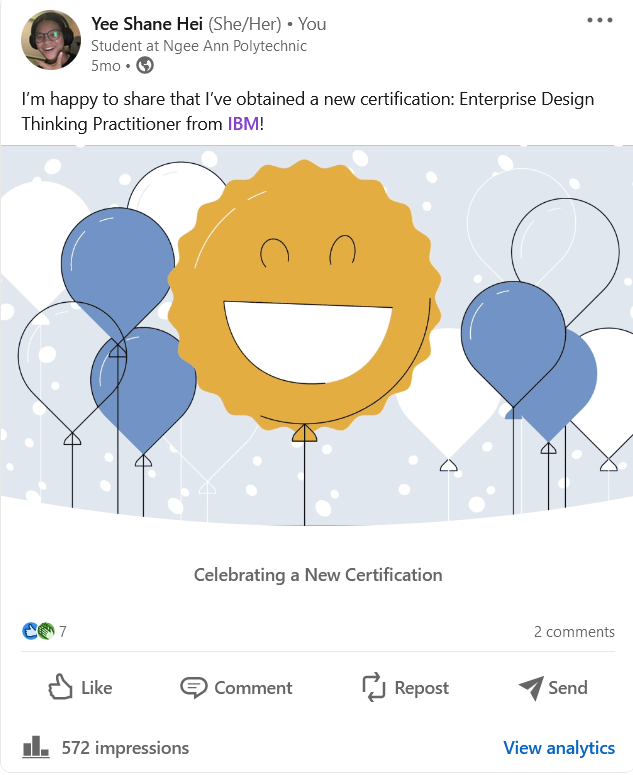 Yee Shane Hei (She/Her) • You
Student at Ngee Ann Polytechnic
5mo •
I’m happy to share that I’ve obtained a new certification: Enterprise Design
Thinking Practitioner from IBM!
Celebrating a New Certification
7 2 comments
Like Comment Repost Send
572 impressions View analytics